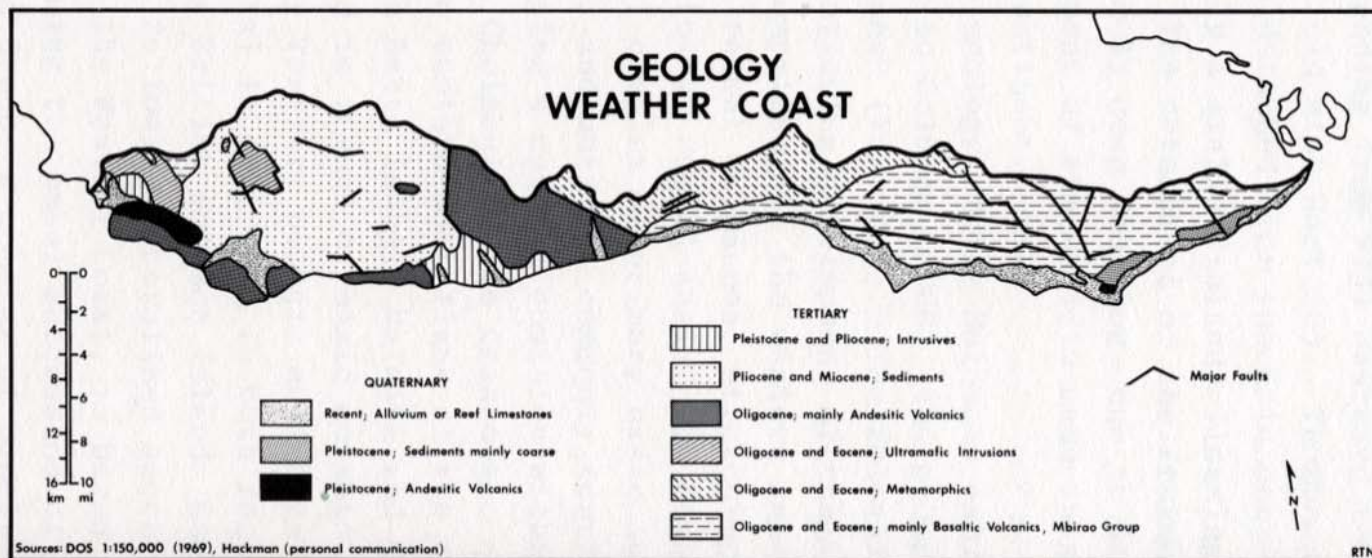 GEOLOGY
WEATHER COAST
0 0
2
4
4
8
6
12 8
16 10
km mi
QUATERNARY
Recent; Alluvium or Reef Limestones
Pleistocene; Sediments mainly coarse
Pleistocene; Andesitic Volcanics
TERTIARY
Pleistocene and Pliocene; Intrusives
Pliocene and Miocene; Sediments
Oligocene; mainly Andesitic Volcanics
Oligocene and Eocene; Ultramafic Intrusions
Oligocene and Eocene; Metamorphics
Oligocene and Eocene; mainly Basaltic Volcanics, Mbirao Group
Major Faults
N
Sources: DOS 1:150,000 (1969), Hackman (personal communication)